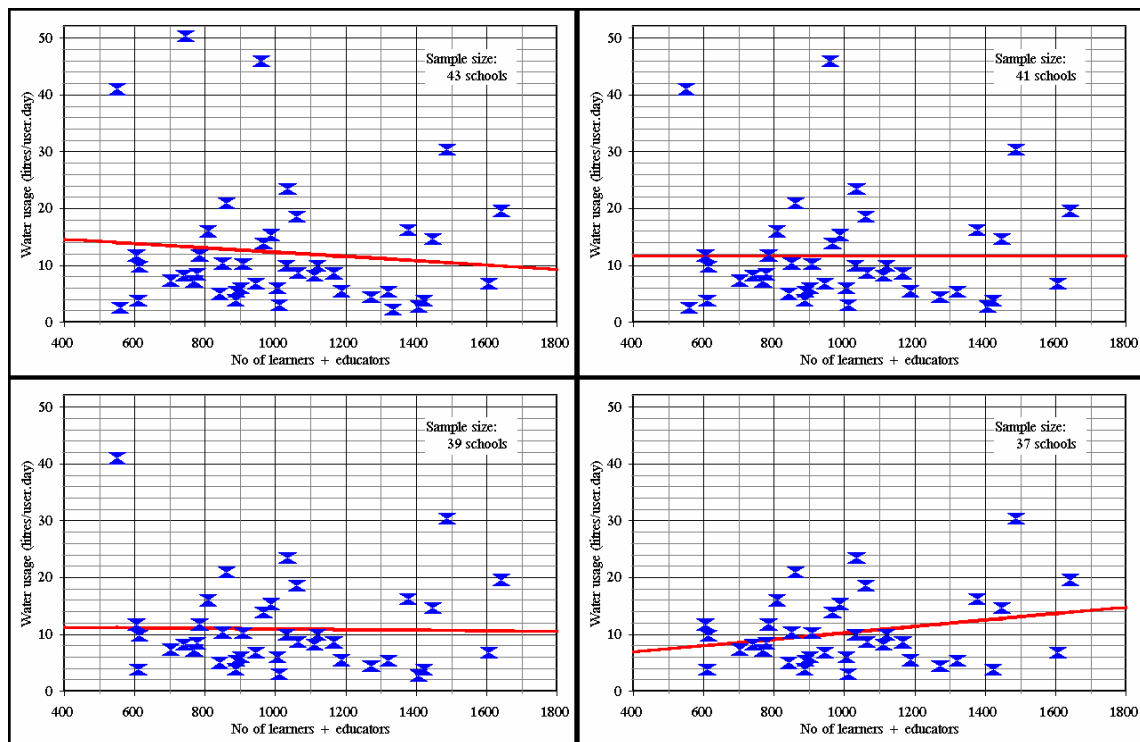 50
40
30
20
10
0
Water usage (litres/user.day)
Sample size:
43 schools
400 600 800 1000 1200 1400 1600 1800
No of learners + educators
50
40
30
20
10
0
Water usage (litres/user.day)
Sample size:
41 schools
400 600 800 1000 1200 1400 1600 1800
No of learners + educators
50
40
30
20
10
0
Water usage (litres/user.day)
Sample size:
39 schools
400 600 800 1000 1200 1400 1600 1800
No of learners + educators
50
40
30
20
10
0
Water usage (litres/user.day)
Sample size:
37 schools
400 600 800 1000 1200 1400 1600 1800
No of learners + educators